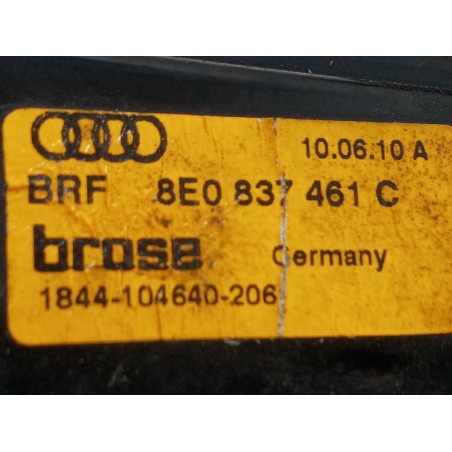 10.06.10 A
BRF 8E0 837 461 C
brose Germany
1844-104640-206